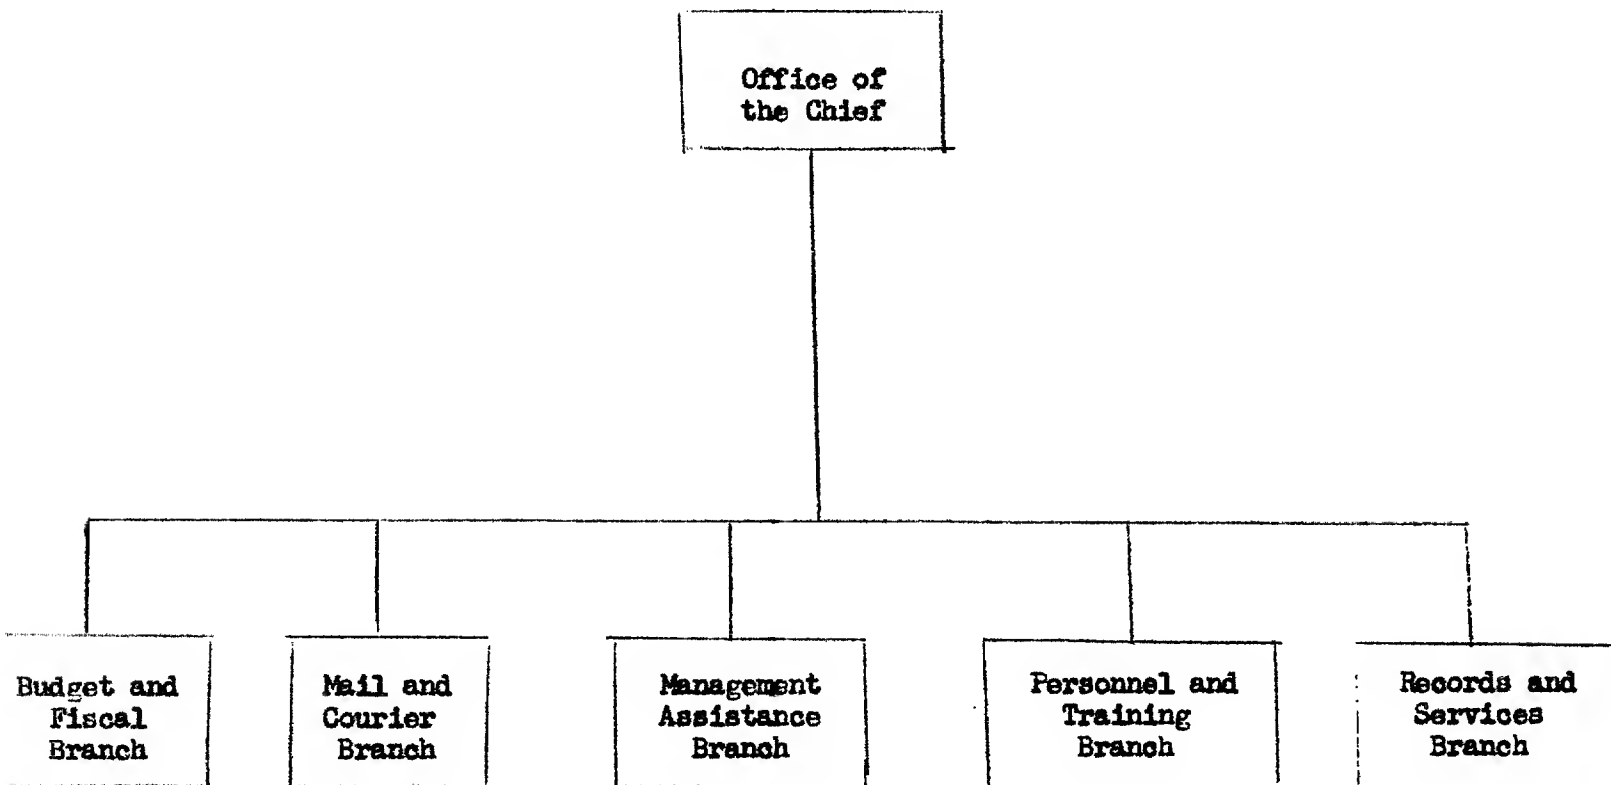 Office of
the Chief
Budget and
Fiscal
Branch
Mail and
Courier
Branch
Management
Assistance
Branch
Personnel and
Training
Branch
Records and
Services
Branch